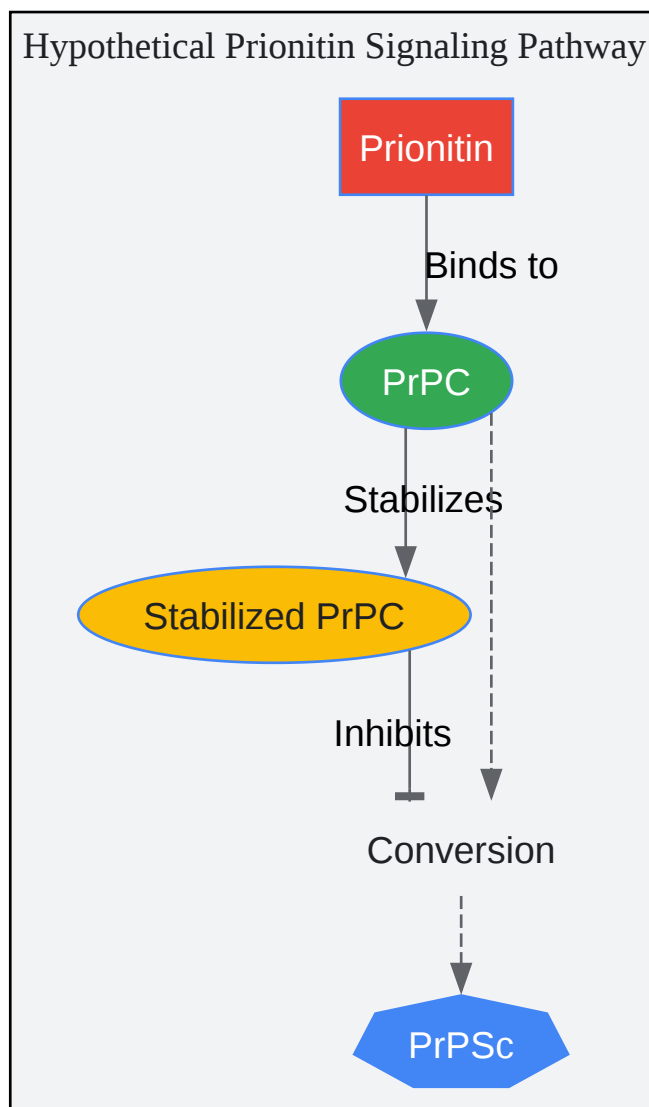 Hypothetical Prionitin Signaling Pathway
Prionitin
Binds to
PrPC
Stabilizes
Stabilized PrPC
Inhibits
Conversion
PrPSc